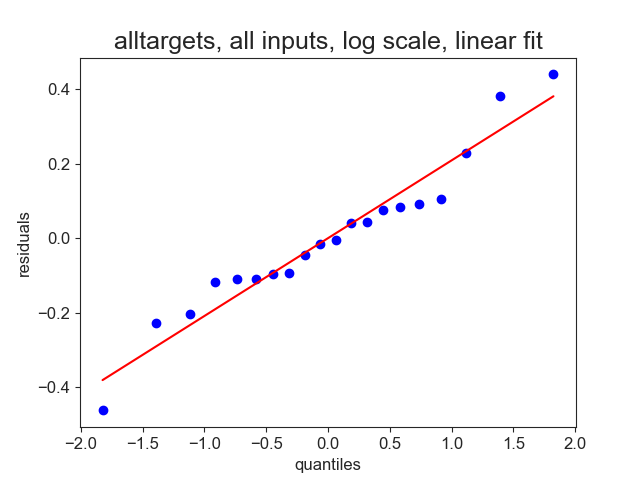 alltargets, all inputs, log scale, linear fit
0.4
0.2
0.0
−0.2
−0.4
residuals
−2.0 −1.5 −1.0 −0.5 0.0 0.5 1.0 1.5 2.0
quantiles